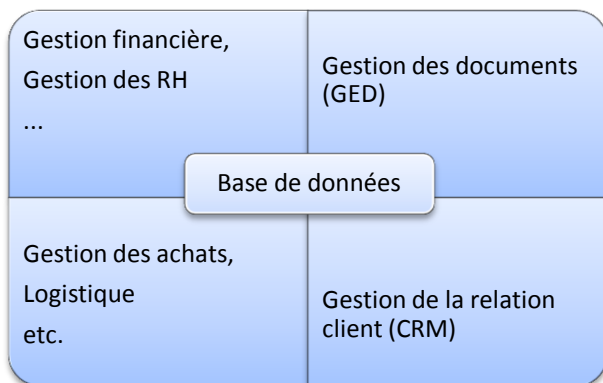 Gestion financière,
Gestion des RH
...
Gestion des documents
(GED)
Base de données
Gestion des achats,
Logistique
etc.
Gestion de la relation
client (CRM)